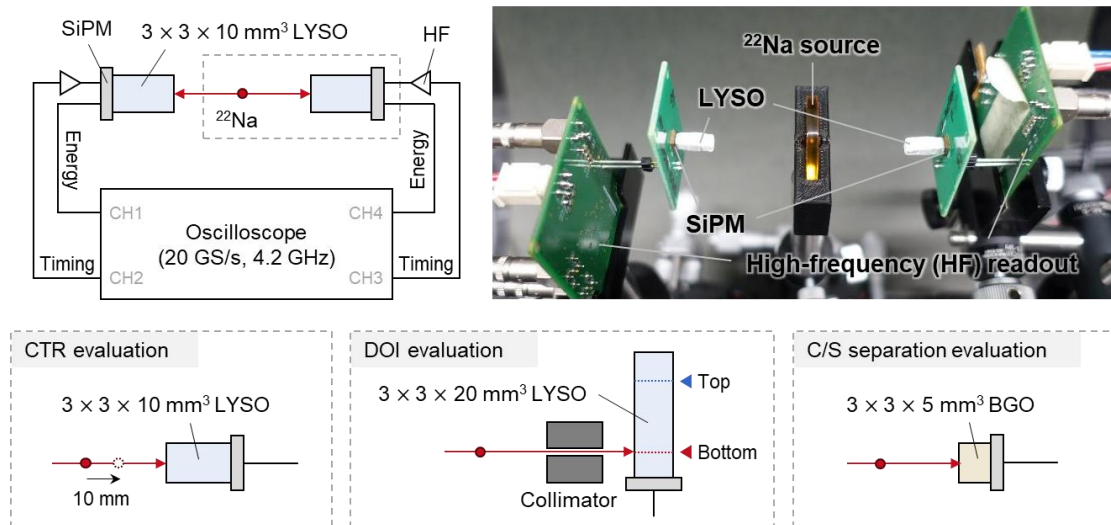 SiPM
3 × 3 × 10 mm³ LYSO
HF
²²Na
Energy
Energy
CH1
CH4
Oscilloscope
(20 GS/s, 4.2 GHz)
Timing
CH2
CH3
Timing
²²Na source
LYSO
SiPM
High-frequency (HF) readout
CTR evaluation
3 × 3 × 10 mm³ LYSO
10 mm
DOI evaluation
3 × 3 × 20 mm³ LYSO
Top
Bottom
Collimator
C/S separation evaluation
3 × 3 × 5 mm³ BGO